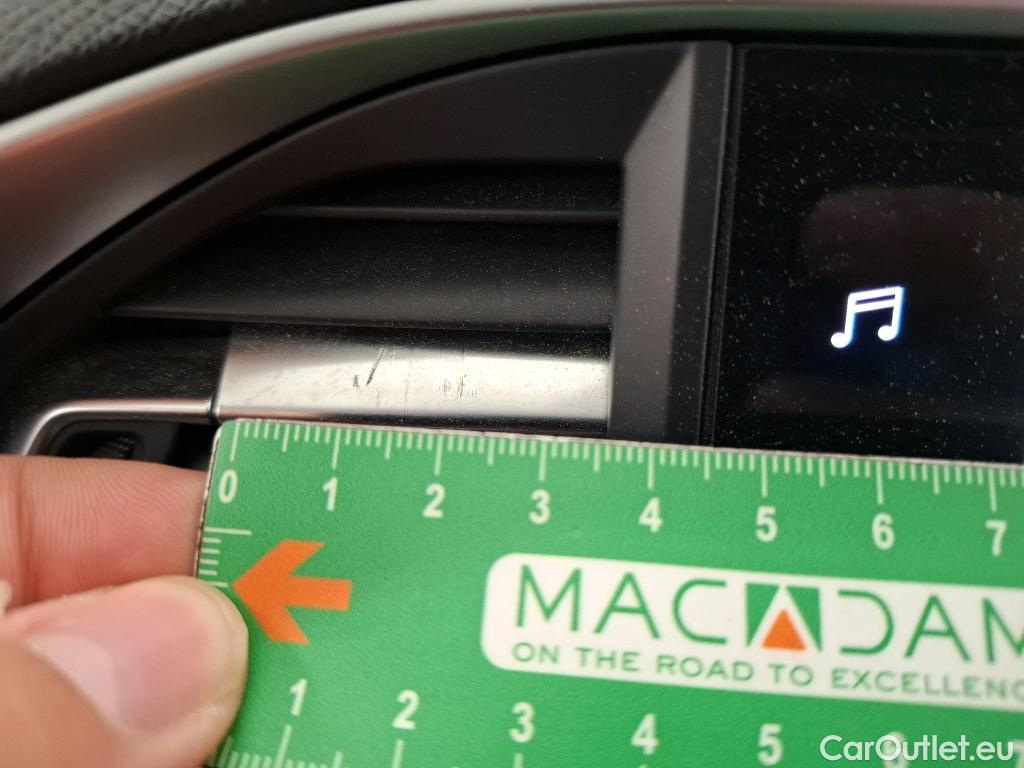 0 1 2 3 4 5 6 7
MACADAM
ON THE ROAD TO EXCELLENC
1 2 3 4 5
CarOutlet.eu